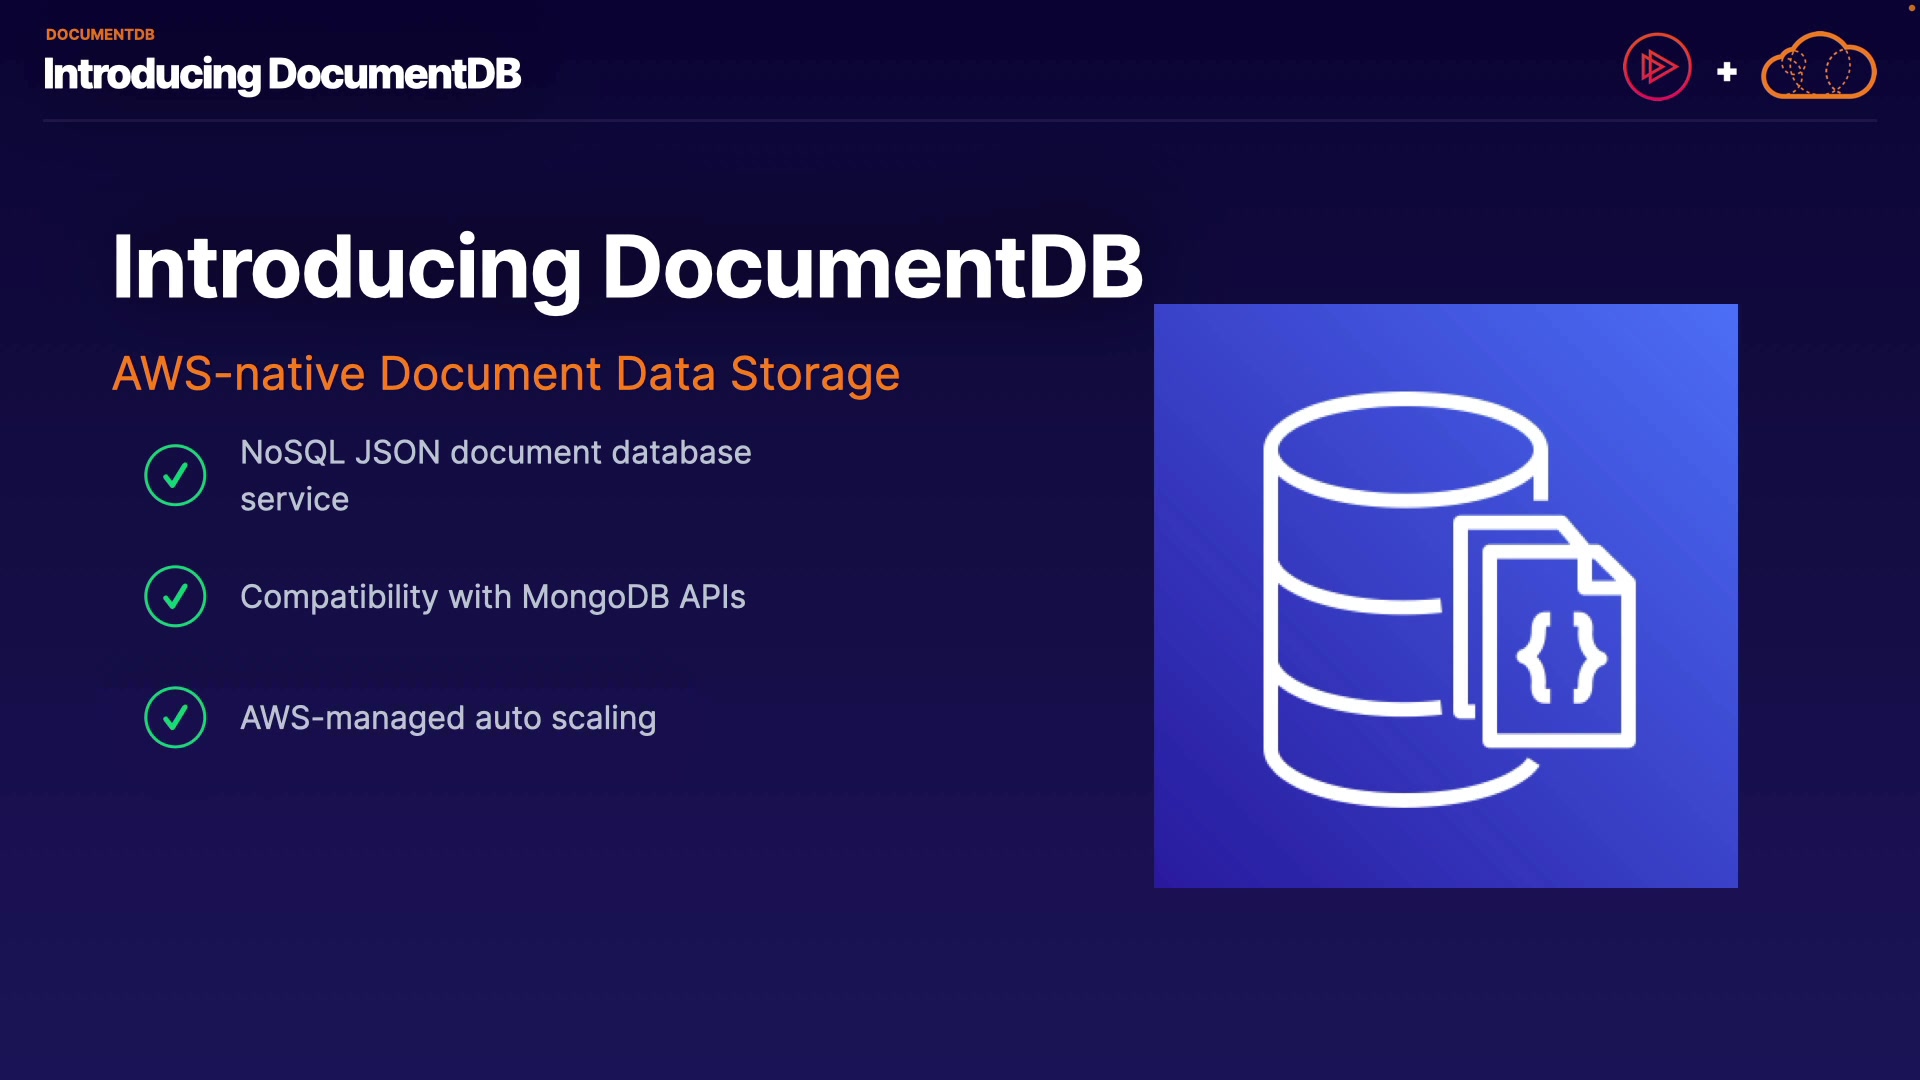 DOCUMENTDB
Introducing DocumentDB
+
Introducing DocumentDB
AWS-native Document Data Storage
NoSQL JSON document database
service
Compatibility with MongoDB APIs
AWS-managed auto scaling
{ }